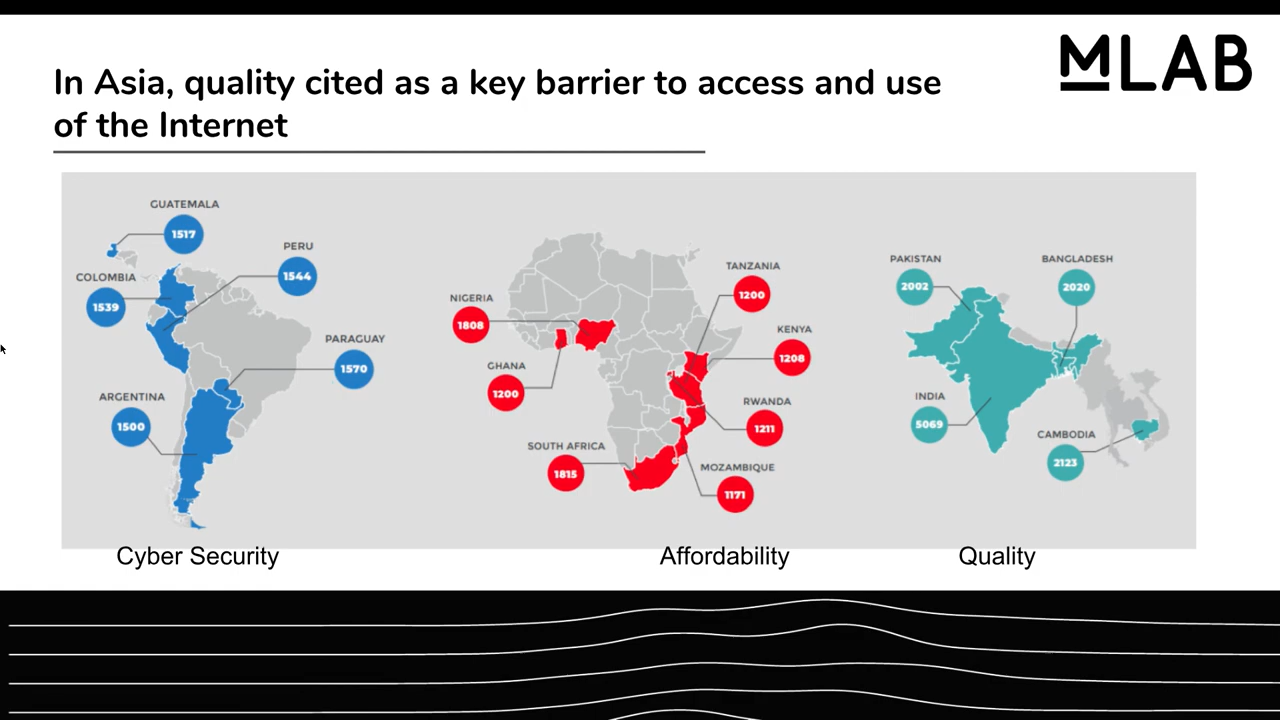 In Asia, quality cited as a key barrier to access and use
of the Internet
MLAB
GUATEMALA
1517
PERU
1544
COLOMBIA
1539
PARAGUAY
1570
ARGENTINA
1500
TANZANIA
1200
NIGERIA
1808
KENYA
1208
GHANA
1200
RWANDA
1211
SOUTH AFRICA
1815
MOZAMBIQUE
1171
PAKISTAN
2002
BANGLADESH
2020
INDIA
5069
CAMBODIA
2123
Cyber Security
Affordability
Quality